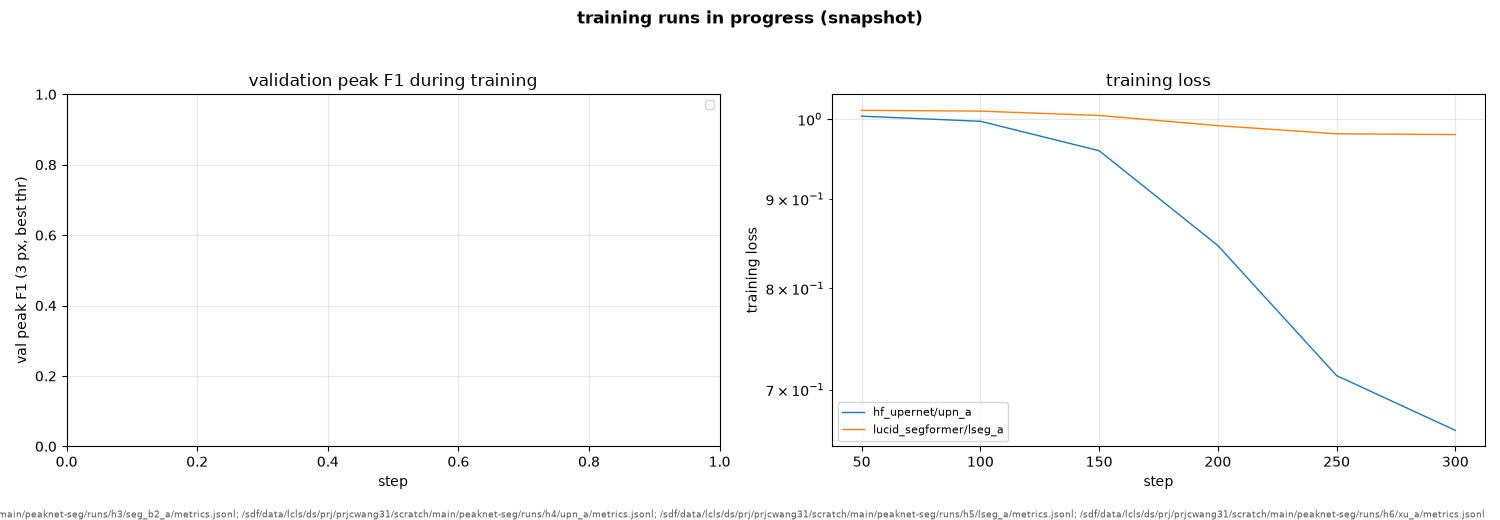 training runs in progress (snapshot)
validation peak F1 during training
1.0
0.8
0.6
0.4
0.2
0.0
val peak F1 (3 px, best thr)
0.0 0.2 0.4 0.6 0.8 1.0
step
training loss
10⁰
9 × 10⁻¹
8 × 10⁻¹
7 × 10⁻¹
training loss
hf_upernet/upn_a
lucid_segformer/lseg_a
50 100 150 200 250 300
step
main/peaknet-seg/runs/h3/seg_b2_a/metrics.jsonl; /sdf/data/lcls/ds/prj/prjcwang31/scratch/main/peaknet-seg/runs/h4/upn_a/metrics.jsonl; /sdf/data/lcls/ds/prj/prjcwang31/scratch/main/peaknet-seg/runs/h5/lseg_a/metrics.jsonl; /sdf/data/lcls/ds/prj/prjcwang31/scratch/main/peaknet-seg/runs/h6/xu_a/metrics.jsonl